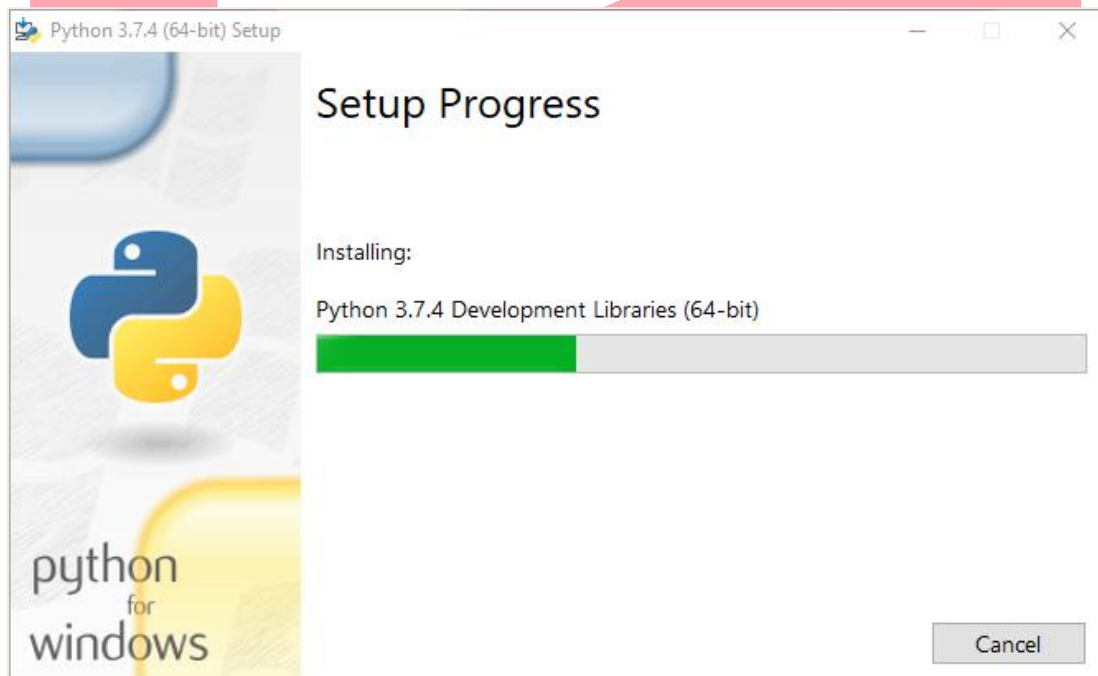 Python 3.7.4 (64-bit) Setup
Setup Progress
Installing:
Python 3.7.4 Development Libraries (64-bit)
python
for
windows
Cancel